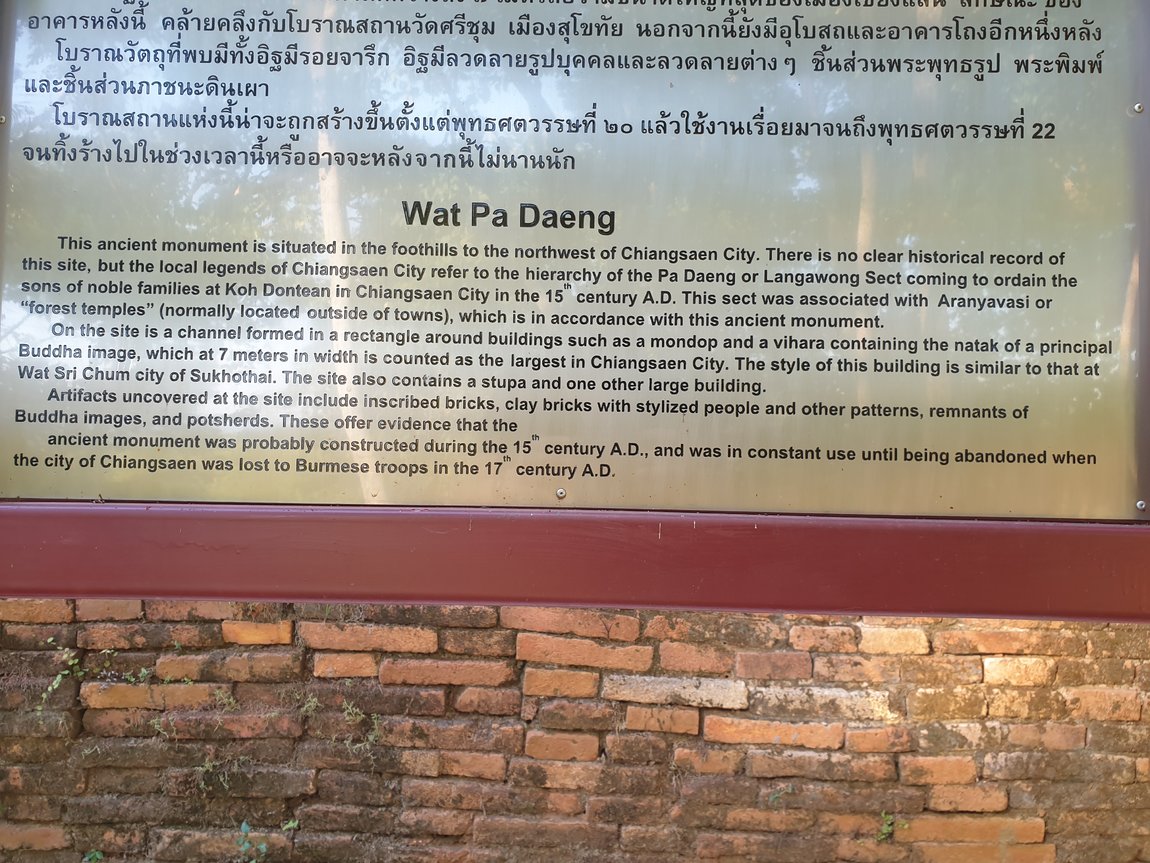 อาคารหลังนี้ คล้ายคลึงกับโบราณสถานวัดศรีชุม เมืองสุโขทัย นอกจากนี้ยังมีอุโบสถและอาคารโถงอีกหนึ่งหลัง
โบราณวัตถุที่พบมีทั้งอิฐมีรอยจารึก อิฐมีลวดลายรูปบุคคลและลวดลายต่าง ๆ ชิ้นส่วนพระพุทธรูป พระพิมพ์
และชิ้นส่วนภาชนะดินเผา
โบราณสถานแห่งนี้น่าจะถูกสร้างขึ้นตั้งแต่พุทธศตวรรษที่ ๒๐ แล้วใช้งานเรื่อยมาจนถึงพุทธศตวรรษที่ 22
จนทิ้งร้างไปในช่วงเวลานี้หรืออาจจะหลังจากนี้ไม่นานนัก
Wat Pa Daeng
This ancient monument is situated in the foothills to the northwest of Chiangsaen City. There is no clear historical record of
this site, but the local legends of Chiangsaen City refer to the hierarchy of the Pa Daeng or Langawong Sect coming to ordain the
sons of noble families at Koh Dontean in Chiangsaen City in the 15th century A.D. This sect was associated with Aranyavasi or
“forest temples” (normally located outside of towns), which is in accordance with this ancient monument.
On the site is a channel formed in a rectangle around buildings such as a mondop and a vihara containing the natak of a principal
Buddha image, which at 7 meters in width is counted as the largest in Chiangsaen City. The style of this building is similar to that at
Wat Sri Chum city of Sukhothai. The site also contains a stupa and one other large building.
Artifacts uncovered at the site include inscribed bricks, clay bricks with stylized people and other patterns, remnants of
Buddha images, and potsherds. These offer evidence that the
ancient monument was probably constructed during the 15th century A.D., and was in constant use until being abandoned when
the city of Chiangsaen was lost to Burmese troops in the 17th century A.D.